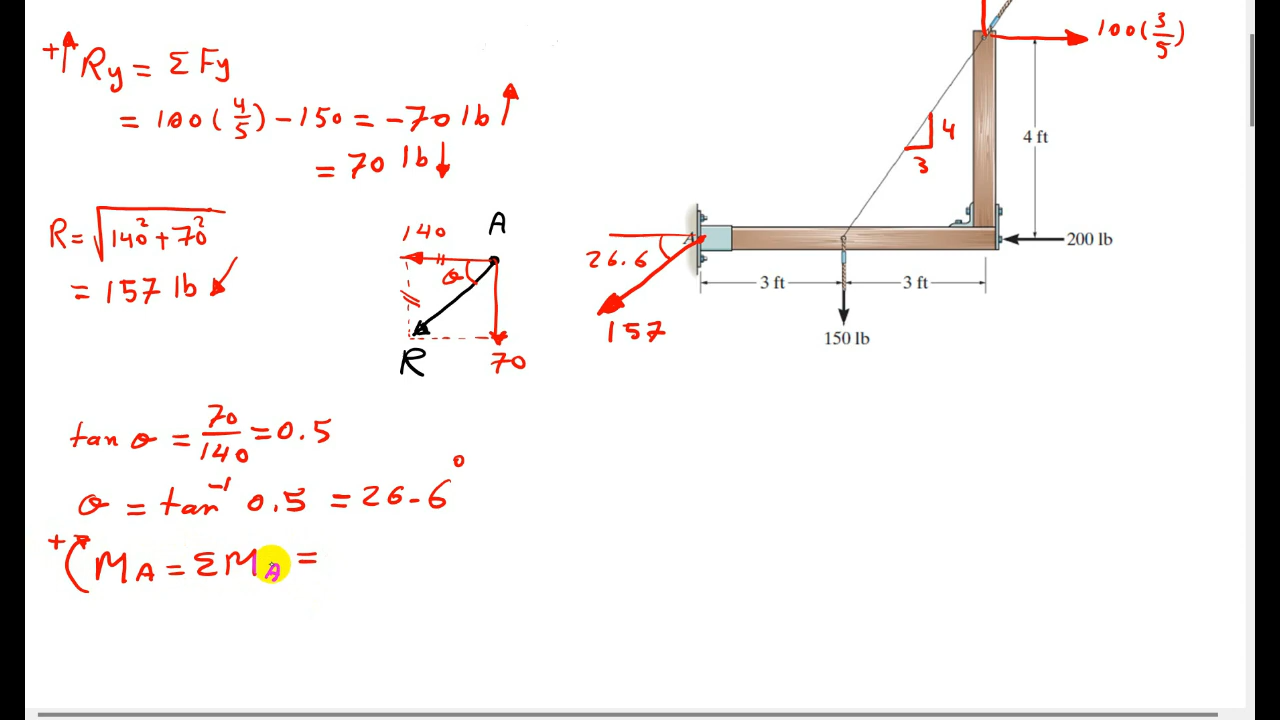 +↑ Ry = Σ Fy
= 100(4/5) - 150 = -70 lb ↑
= 70 lb ↓
R = √140² + 70²
= 157 lb ↙
140
A
θ
R
70
tan θ = 70/140 = 0.5
θ = tan⁻¹ 0.5 = 26.6°
+ MA = ΣMA =
100(3/5)
4 ft
4
3
A
26.6
157
200 lb
3 ft
3 ft
150 lb